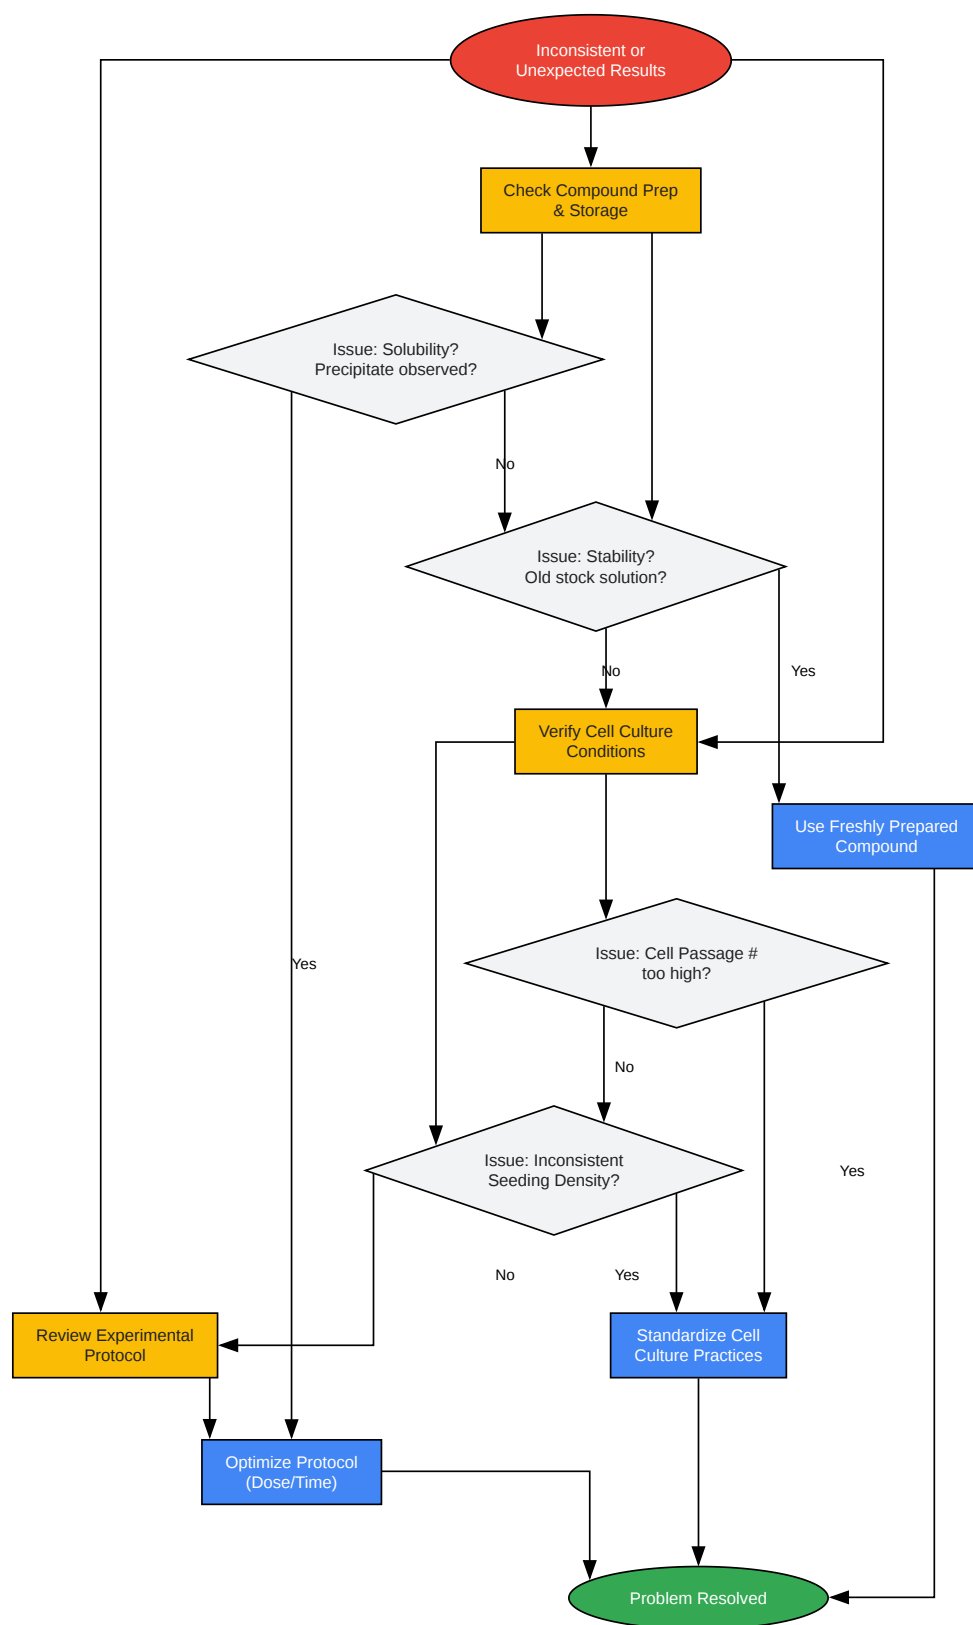 Inconsistent or
Unexpected Results
Check Compound Prep
& Storage
Issue: Solubility?
Precipitate observed?
No
Issue: Stability?
Old stock solution?
No
Yes
Verify Cell Culture
Conditions
Use Freshly Prepared
Compound
Issue: Cell Passage #
too high?
Yes
No
Issue: Inconsistent
Seeding Density?
Yes
No
Yes
Review Experimental
Protocol
Standardize Cell
Culture Practices
Optimize Protocol
(Dose/Time)
Problem Resolved